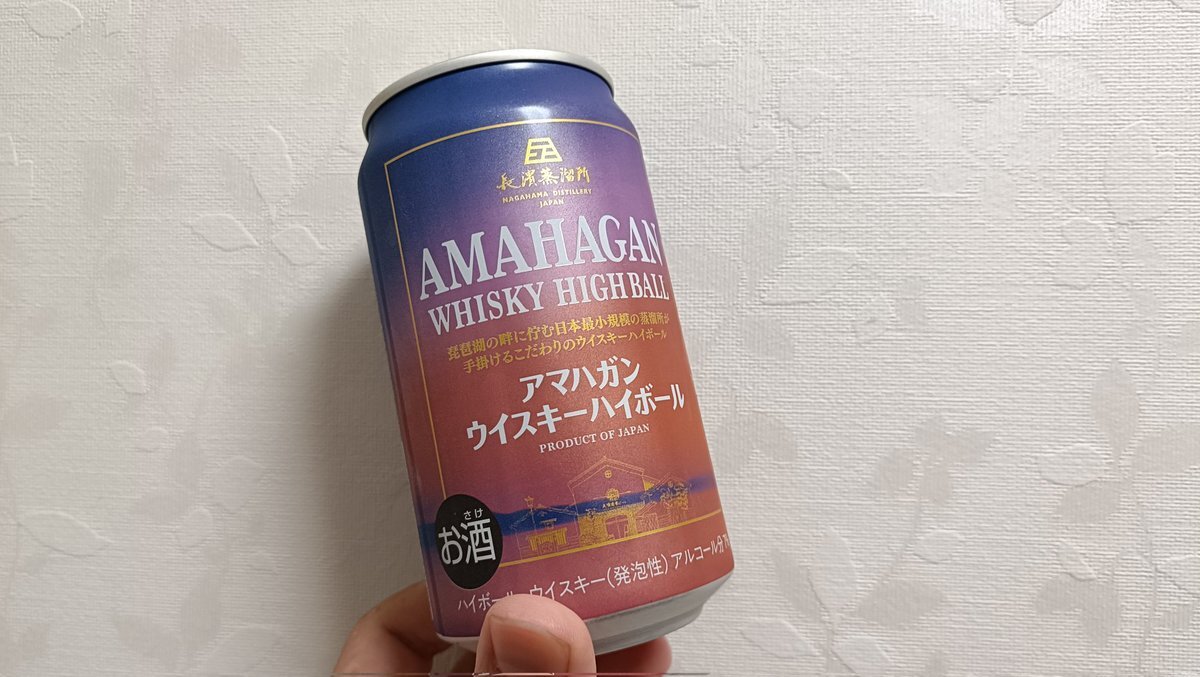 長濱蒸溜所
NAGAHAMA DISTILLERY
JAPAN
AMAHAGAN
WHISKY HIGHBALL
琵琶湖の畔に佇む日本最小規模の蒸溜所が
手掛けるこだわりのウイスキーハイボール
アマハガン
ウイスキーハイボール
PRODUCT OF JAPAN
さけ
お酒
ハイボール ウイスキー(発泡性) アルコール分